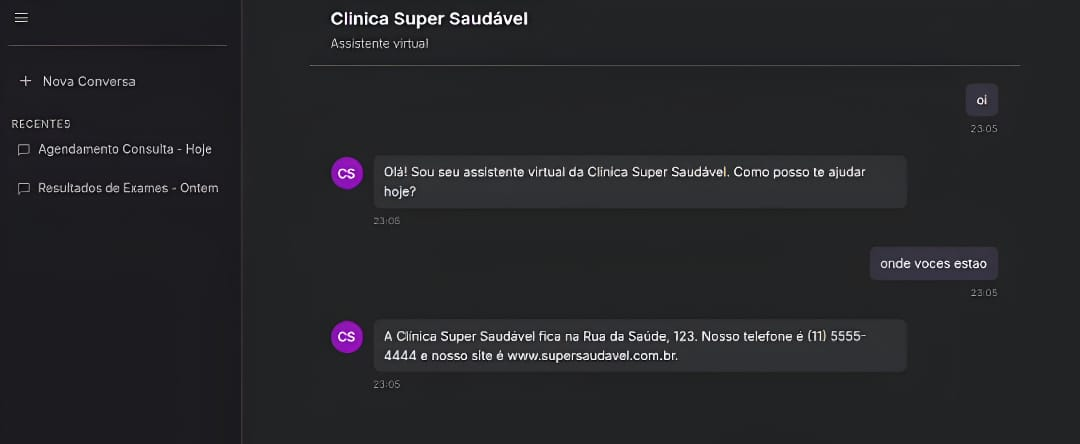 Clinica Super Saudável
Assistente virtual
+ Nova Conversa
RECENTES
Agendamento Consulta - Hoje
Resultados de Exames - Ontem
oi
23:05
CS
Olá! Sou seu assistente virtual da Clínica Super Saudável. Como posso te ajudar
hoje?
23:05
onde voces estao
23:05
CS
A Clínica Super Saudável fica na Rua da Saúde, 123. Nosso telefone é (11) 5555-
4444 e nosso site é www.supersaudavel.com.br.
23:05